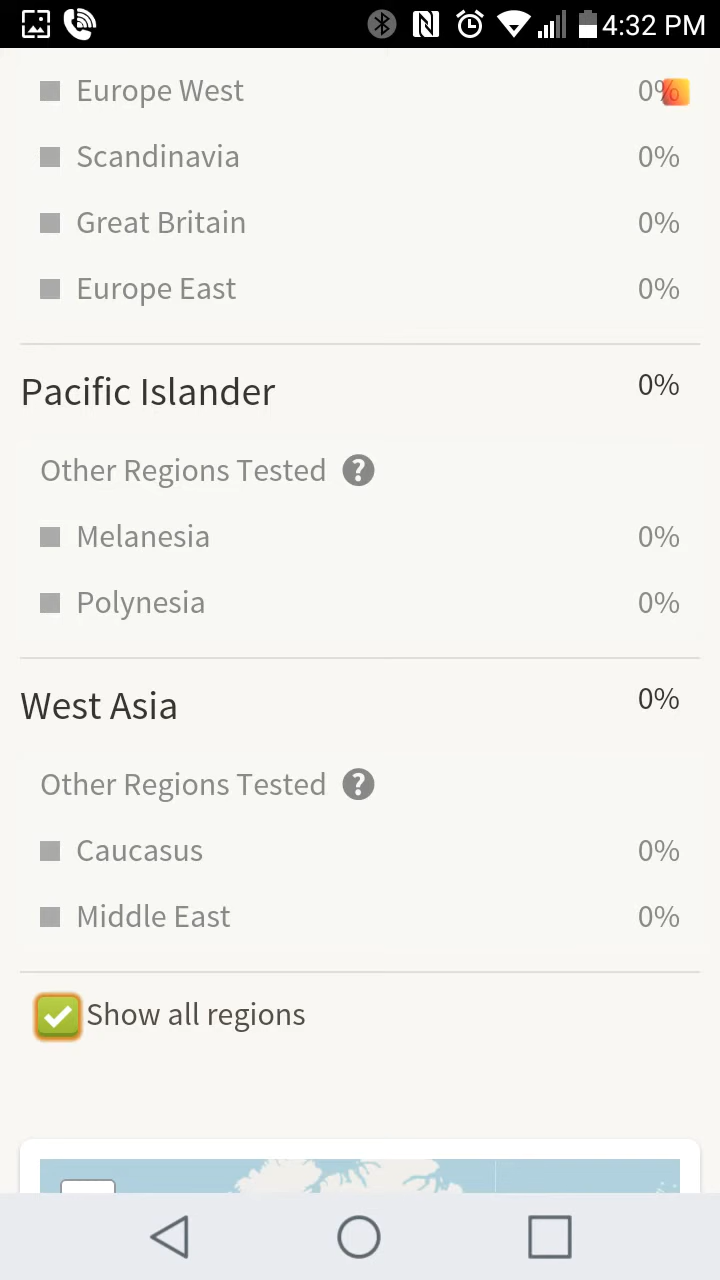 4:32 PM
Europe West 0%
Scandinavia 0%
Great Britain 0%
Europe East 0%
Pacific Islander 0%
Other Regions Tested ?
Melanesia 0%
Polynesia 0%
West Asia 0%
Other Regions Tested ?
Caucasus 0%
Middle East 0%
Show all regions